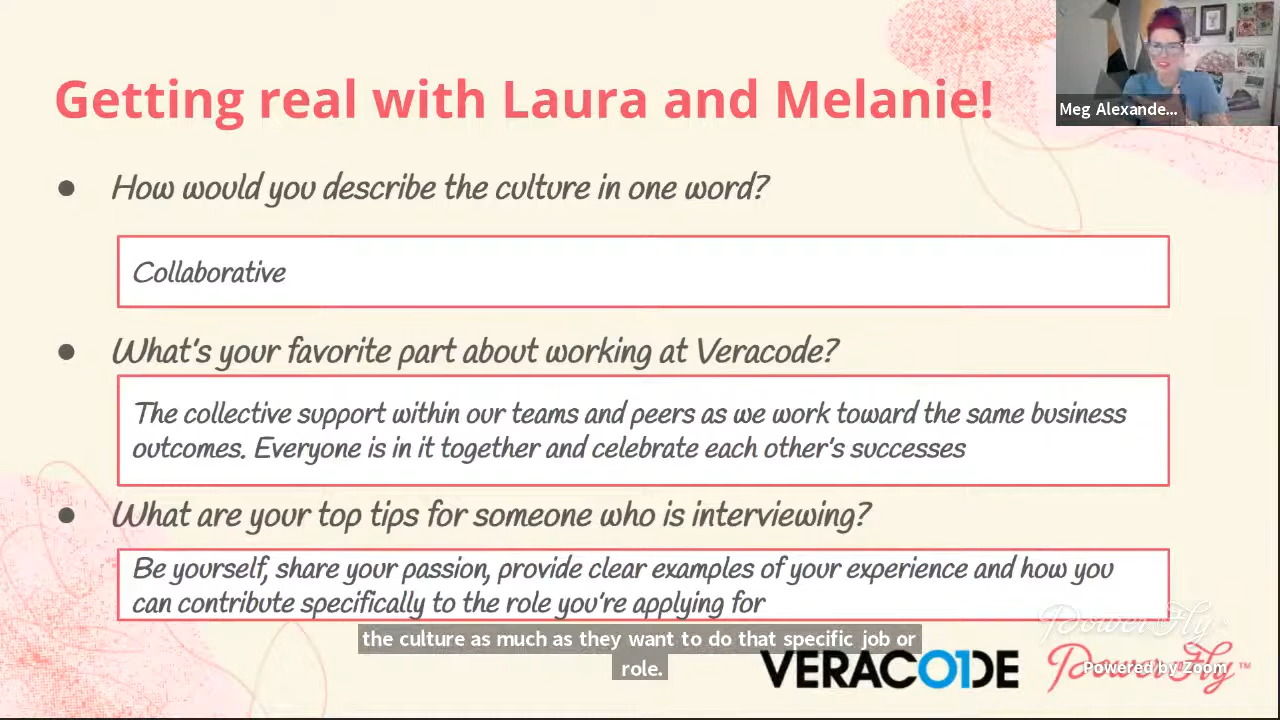 Getting real with Laura and Melanie!
Meg Alexande...
● How would you describe the culture in one word?
Collaborative
● What's your favorite part about working at Veracode?
The collective support within our teams and peers as we work toward the same business
outcomes. Everyone is in it together and celebrate each other's successes
● What are your top tips for someone who is interviewing?
Be yourself, share your passion, provide clear examples of your experience and how you
can contribute specifically to the role you're applying for
the culture as much as they want to do that specific job or
role.
VERACODE
PowerToFly™
PowerToFly™
Powered by Zoom